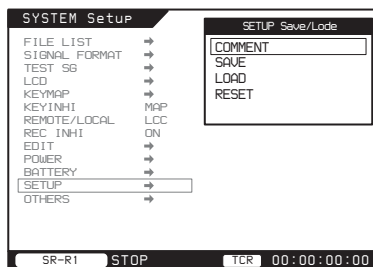 SYSTEM Setup
FILE LIST →
SIGNAL FORMAT →
TEST SG →
LCD →
KEYMAP →
KEYINHI MAP
REMOTE/LOCAL LCC
REC INHI ON
EDIT →
POWER →
BATTERY →
SETUP →
OTHERS →
SETUP Save/Lode
COMMENT
SAVE
LOAD
RESET
SR-R1 STOP TCR 00:00:00:00